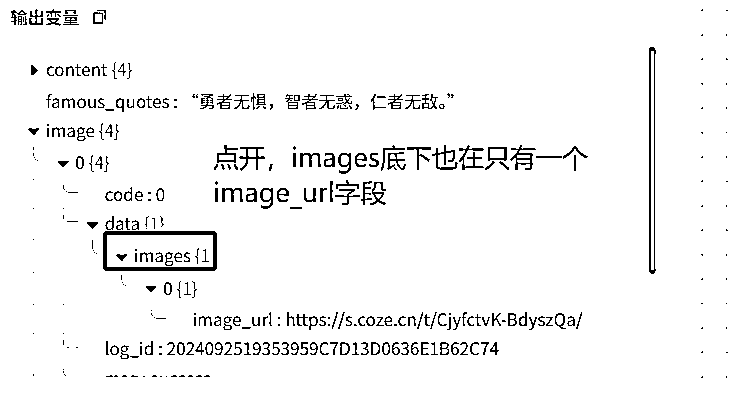 输出变量
content {4}
famous_quotes : “勇者无惧，智者无惑，仁者无敌。”
image {4}
0 {4}
点开，images底下也在只有一个
image_url字段
code : 0
data {1}
images {1
0 {1}
image_url : https://s.coze.cn/t/CjyfctvK-BdyszQa/
log_id : 2024092519353959C7D13D0636E1B62C74